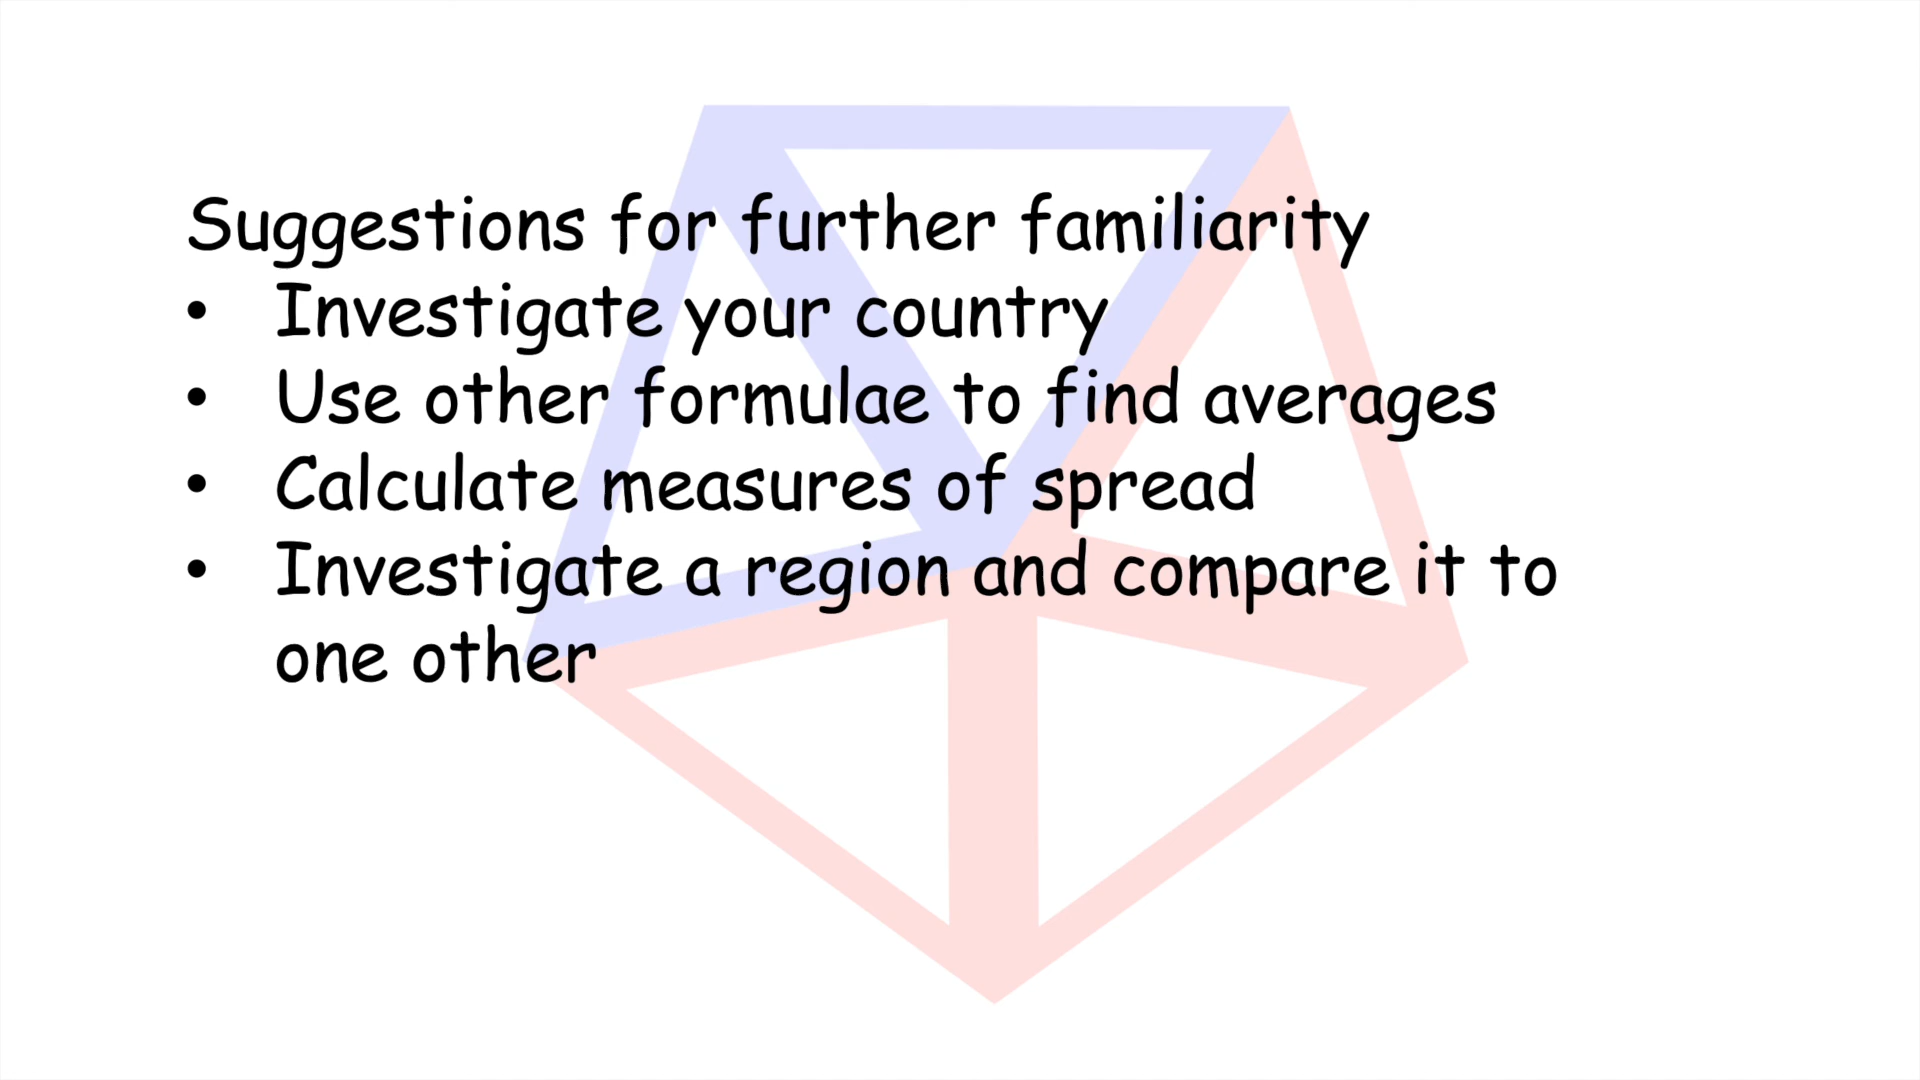 Suggestions for further familiarity
• Investigate your country
• Use other formulae to find averages
• Calculate measures of spread
• Investigate a region and compare it to
one other